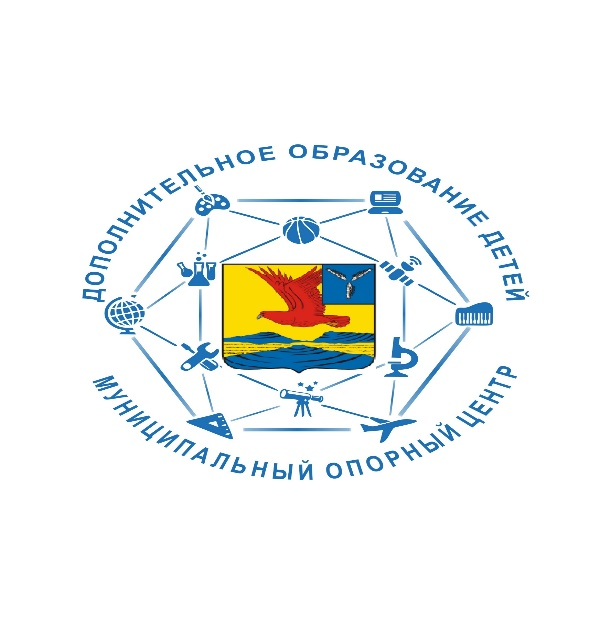 ДОПОЛНИТЕЛЬНОЕ ОБРАЗОВАНИЕ ДЕТЕЙ
МУНИЦИПАЛЬНЫЙ ОПОРНЫЙ ЦЕНТР